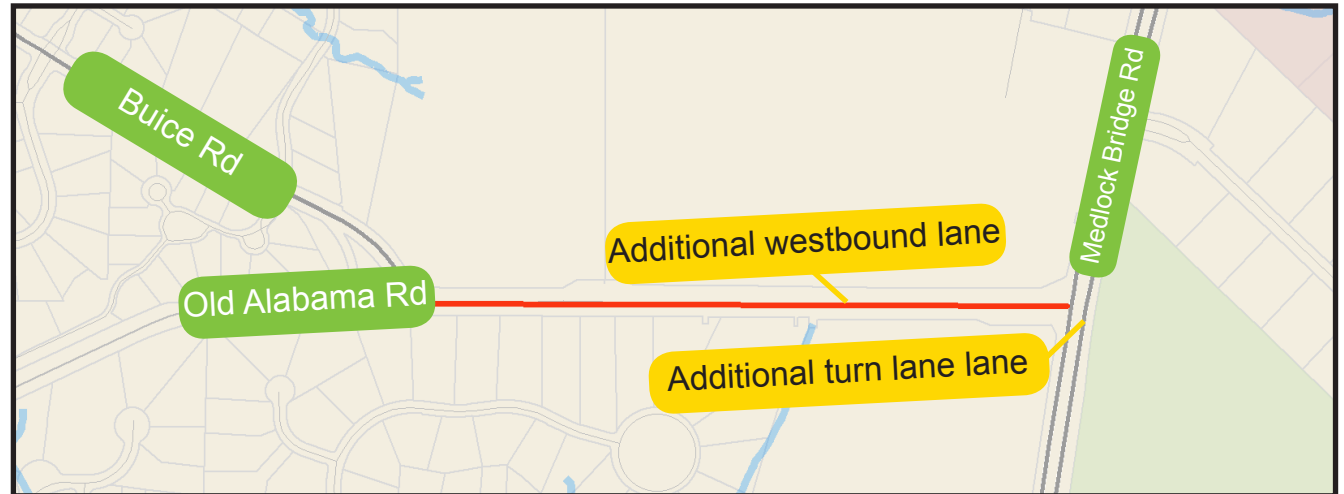 Buice Rd
Medlock Bridge Rd
Additional westbound lane
Old Alabama Rd
Additional turn lane lane